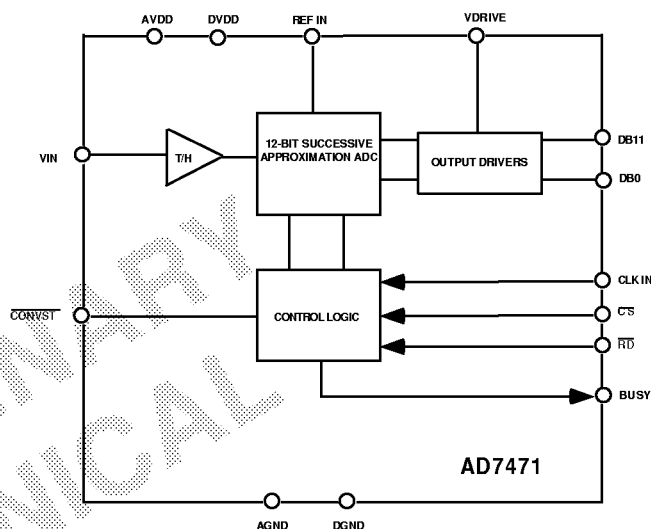 AVDD DVDD REF IN VDRIVE
12-BIT SUCCESSIVE
APPROXIMATION ADC
T/H
VIN
OUTPUT DRIVERS
DB11
DB0
CONTROL LOGIC
CONVST
CLK IN
CS
RD
BUSY
AD7471
AGND DGND